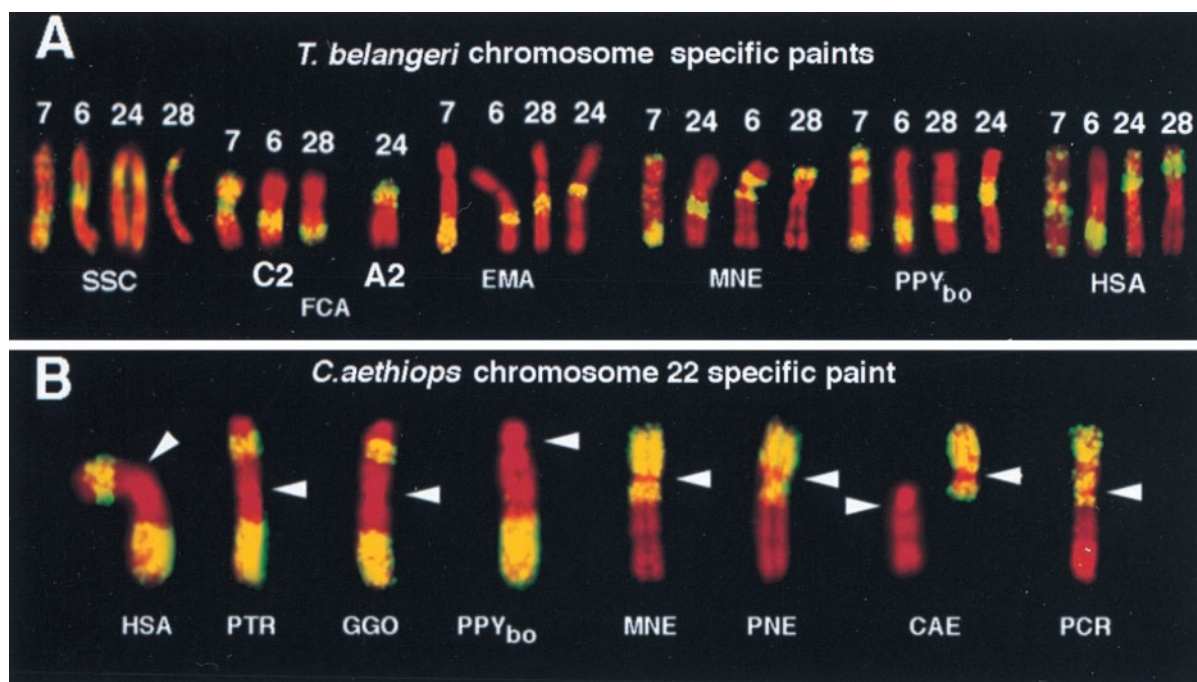 A
T. belangeri chromosome specific paints
7 6 24 28 7 6 28 24 7 6 28 24 7 24 6 28 7 6 28 24 7 6 24 28
SSC C2 FCA A2 EMA MNE PPYbo HSA
B
C.aethiops chromosome 22 specific paint
HSA PTR GGO PPYbo MNE PNE CAE PCR